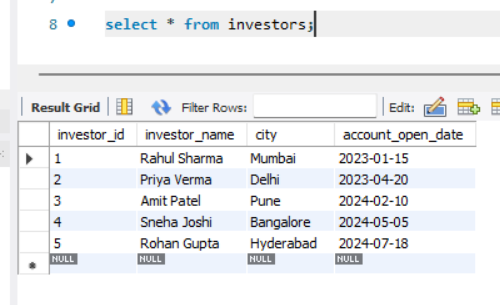 8 select * from investors;
Result Grid Filter Rows: Edit:
investor_id investor_name city account_open_date
1 Rahul Sharma Mumbai 2023-01-15
2 Priya Verma Delhi 2023-04-20
3 Amit Patel Pune 2024-02-10
4 Sneha Joshi Bangalore 2024-05-05
5 Rohan Gupta Hyderabad 2024-07-18
NULL NULL NULL NULL